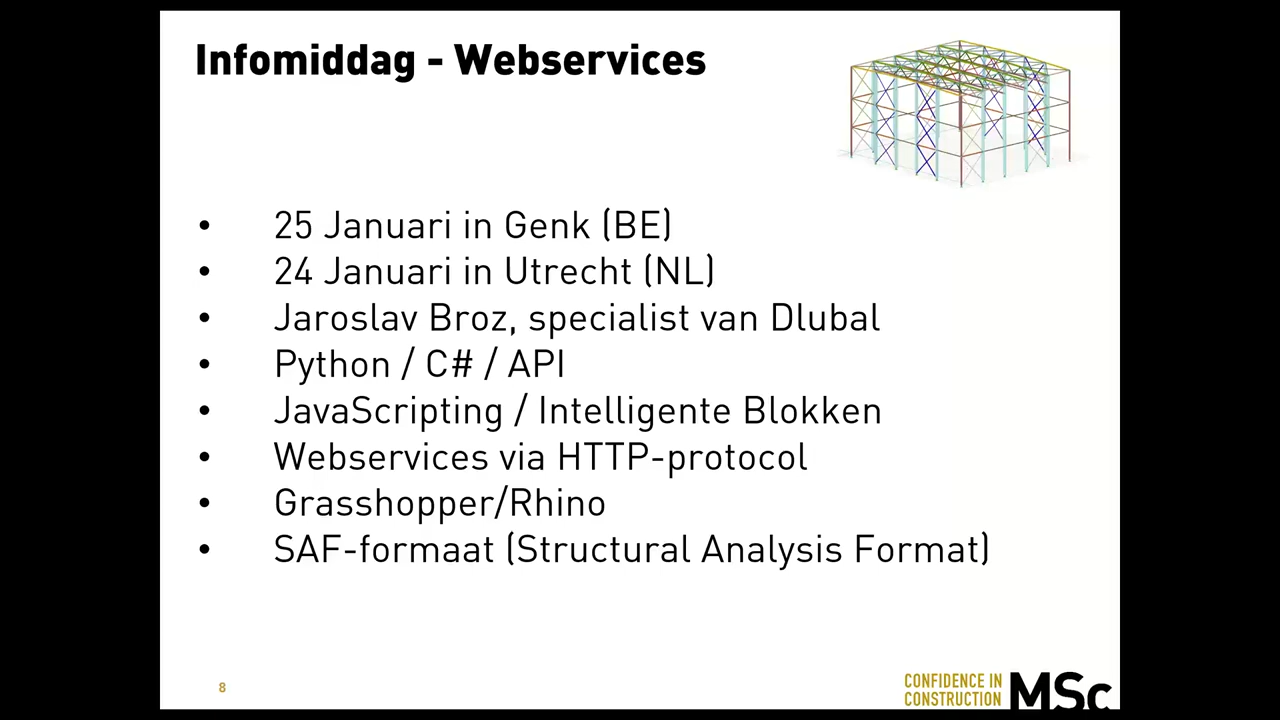 Infomiddag - Webservices
• 25 Januari in Genk (BE)
• 24 Januari in Utrecht (NL)
• Jaroslav Broz, specialist van Dlubal
• Python / C# / API
• JavaScripting / Intelligente Blokken
• Webservices via HTTP-protocol
• Grasshopper/Rhino
• SAF-formaat (Structural Analysis Format)
8
CONFIDENCE IN
CONSTRUCTION
MSc